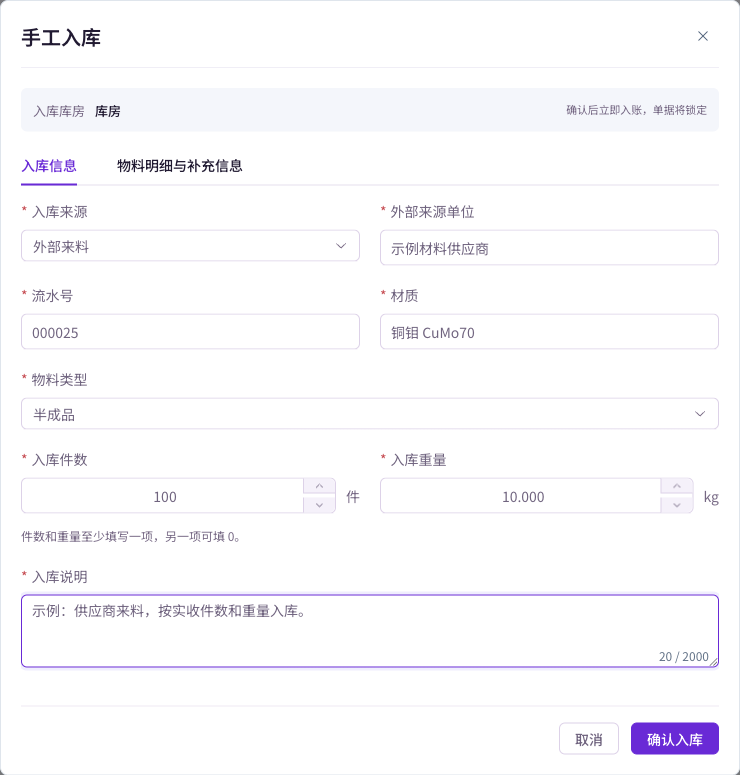 手工入库
入库库房 库房 确认后立即入账，单据将锁定
入库信息 物料明细与补充信息
* 入库来源 * 外部来源单位
外部来料 示例材料供应商
* 流水号 * 材质
000025 铜钼 CuMo70
* 物料类型
半成品
* 入库件数 * 入库重量
100 件 10.000 kg
件数和重量至少填写一项，另一项可填 0。
* 入库说明
示例：供应商来料，按实收件数和重量入库。
20 / 2000
取消 确认入库